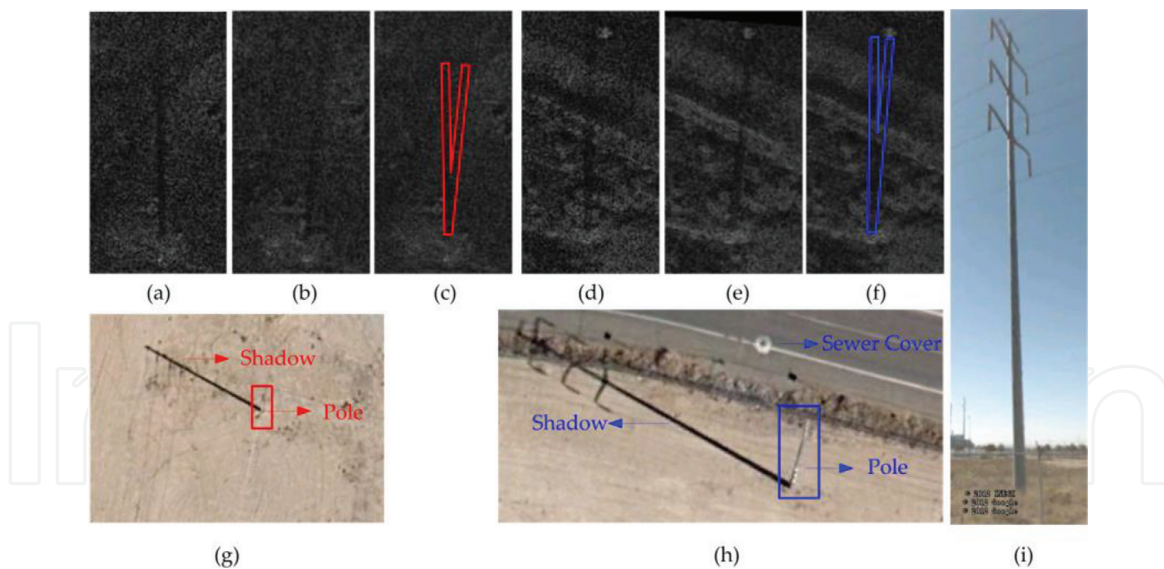 (a)
(b)
(c)
(d)
(e)
(f)
Shadow
Pole
Sewer Cover
Shadow
Pole
(g)
(h)
(i)